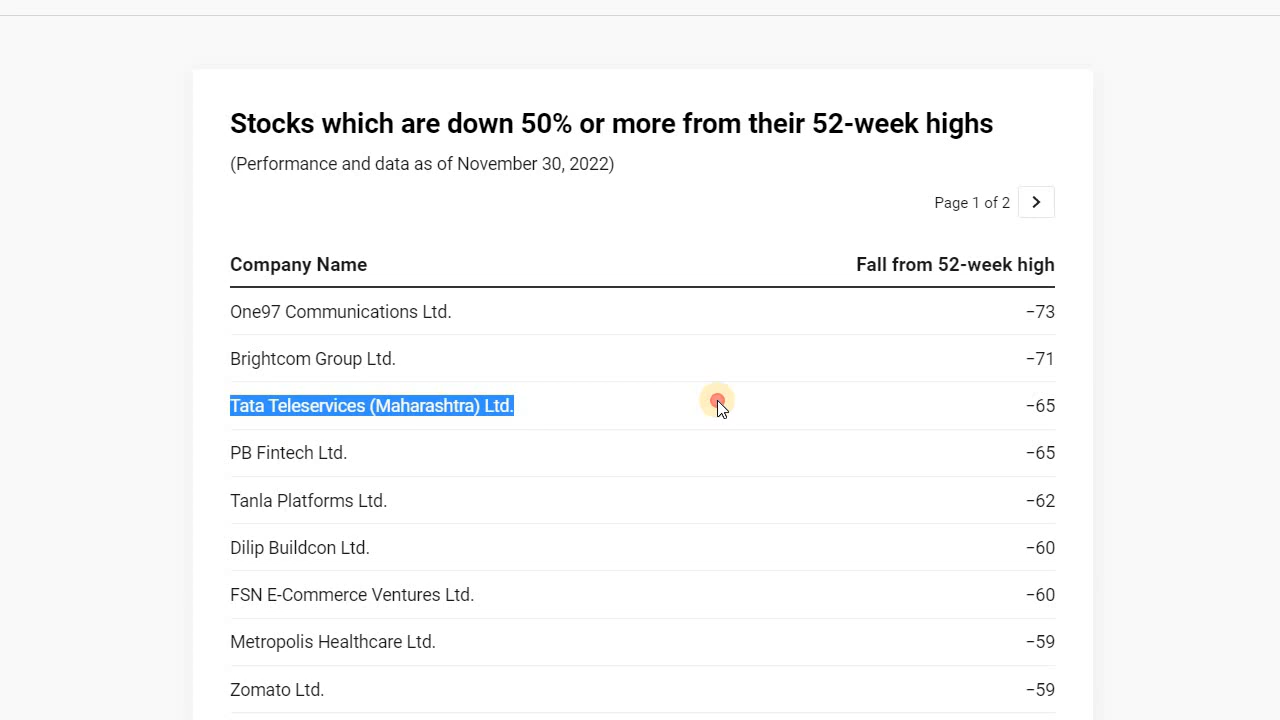 Stocks which are down 50% or more from their 52-week highs
(Performance and data as of November 30, 2022)
Page 1 of 2
Company Name Fall from 52-week high
One97 Communications Ltd. −73
Brightcom Group Ltd. −71
Tata Teleservices (Maharashtra) Ltd. −65
PB Fintech Ltd. −65
Tanla Platforms Ltd. −62
Dilip Buildcon Ltd. −60
FSN E-Commerce Ventures Ltd. −60
Metropolis Healthcare Ltd. −59
Zomato Ltd. −59